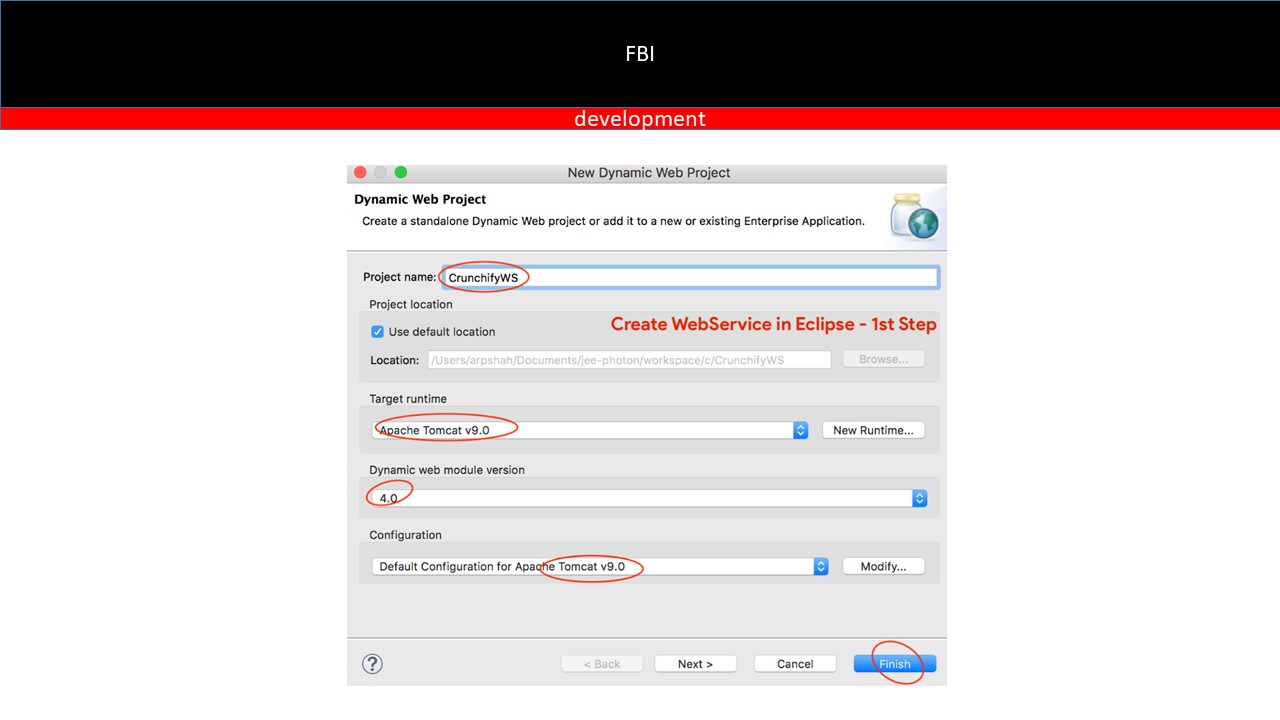 FBI
development
New Dynamic Web Project
Dynamic Web Project
Create a standalone Dynamic Web project or add it to a new or existing Enterprise Application.
Project name: CrunchifyWS
Project location
Create WebService in Eclipse - 1st Step
Use default location
Location: /Users/arpshah/Documents/jee-photon/workspace/c/CrunchifyWS Browse...
Target runtime
Apache Tomcat v9.0 New Runtime...
Dynamic web module version
4.0
Configuration
Default Configuration for Apache Tomcat v9.0 Modify...
? < Back Next > Cancel Finish